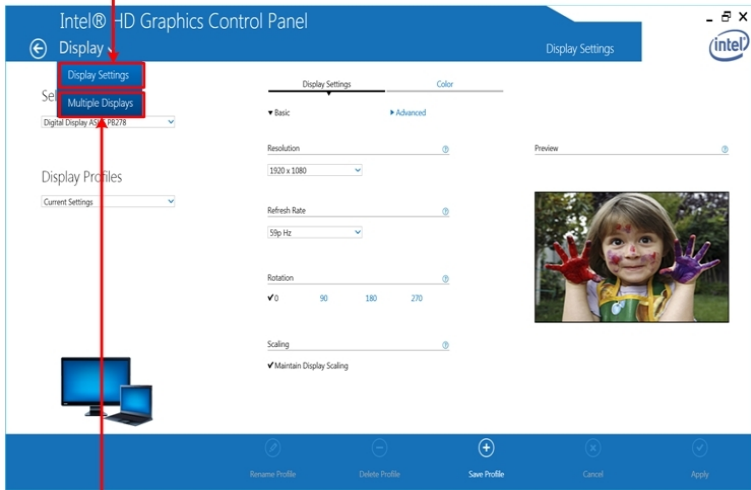 Intel® HD Graphics Control Panel
Display
Display Settings
intel
Display Settings
Multiple Displays
Digital Display PB278
Display Profiles
Current Settings
Display Settings
Color
Basic
Advanced
Resolution
1920 x 1080
Refresh Rate
59p Hz
Rotation
0
90
180
270
Scaling
Maintain Display Scaling
Preview
Rename Profile
Delete Profile
Save Profile
Cancel
Apply